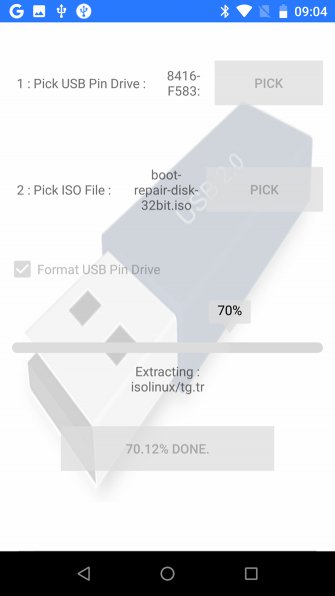 09:04
1 : Pick USB Pin Drive :
8416-
F583:
PICK
2 : Pick ISO File :
boot-
repair-disk-
32bit.iso
PICK
USB 2.0
Format USB Pin Drive
70%
Extracting :
isolinux/tg.tr
70.12% DONE.